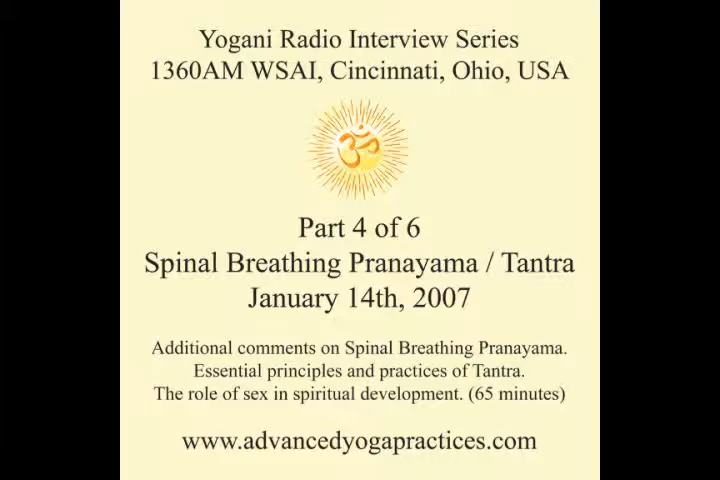 Yogani Radio Interview Series
1360AM WSAI, Cincinnati, Ohio, USA
ॐ
Part 4 of 6
Spinal Breathing Pranayama / Tantra
January 14th, 2007
Additional comments on Spinal Breathing Pranayama.
Essential principles and practices of Tantra.
The role of sex in spiritual development. (65 minutes)
www.advancedyogapractices.com